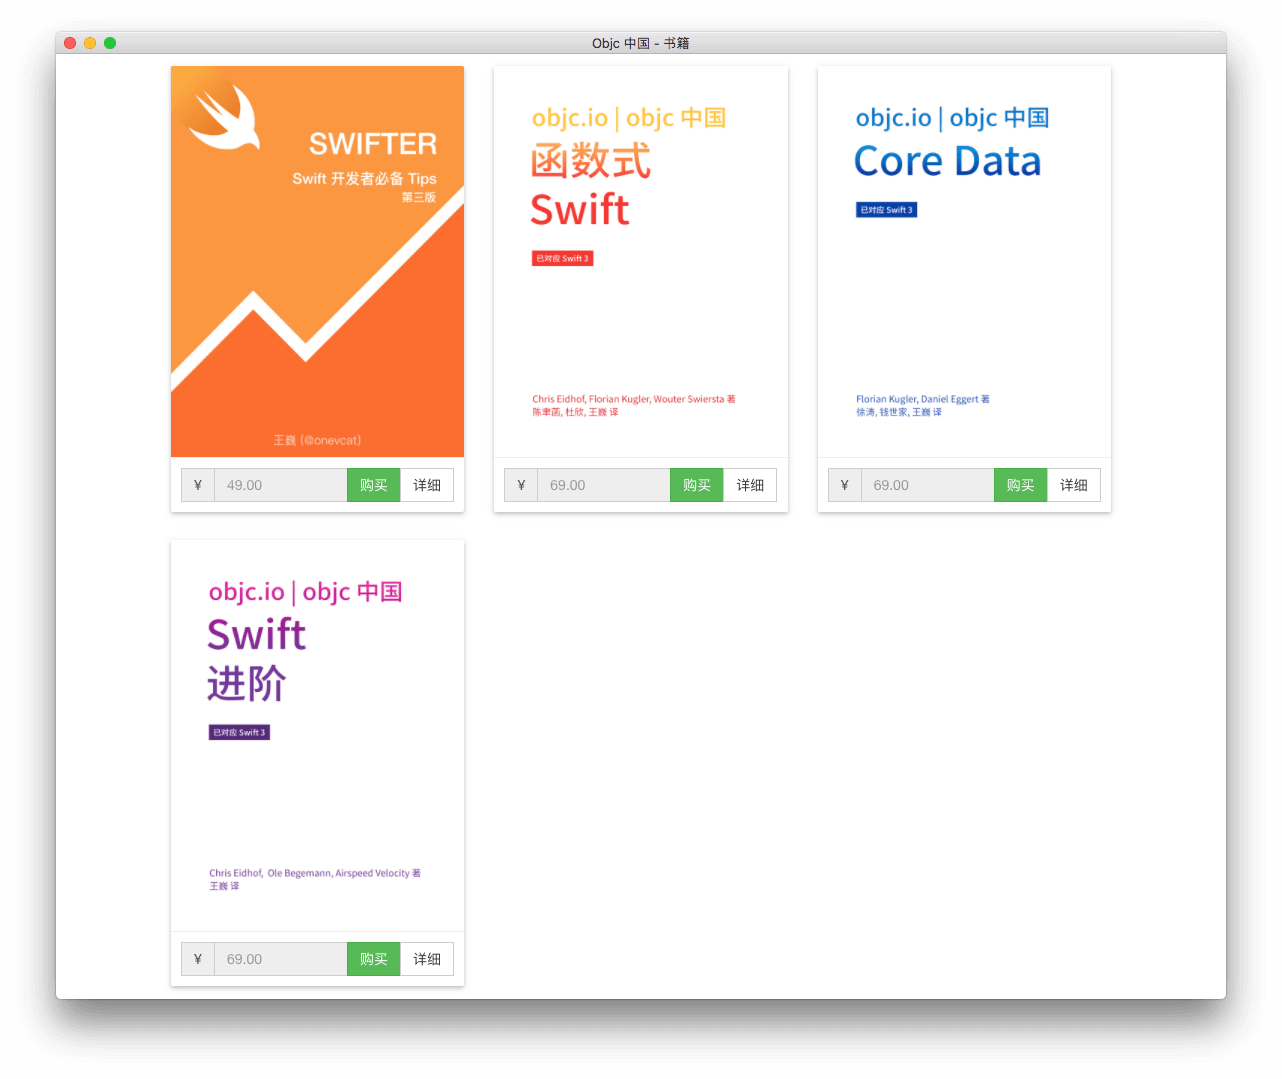 Objc 中国 - 书籍
SWIFTER
Swift 开发者必备 Tips
第三版
王巍 (@onevcat)
¥ 49.00 购买 详细
objc.io | objc 中国
函数式
Swift
已对应 Swift 3
Chris Eidhof, Florian Kugler, Wouter Swiersta 著
陈聿菡, 杜欣, 王巍 译
¥ 69.00 购买 详细
objc.io | objc 中国
Core Data
已对应 Swift 3
Florian Kugler, Daniel Eggert 著
徐涛, 钱世家, 王巍 译
¥ 69.00 购买 详细
objc.io | objc 中国
Swift
进阶
已对应 Swift 3
Chris Eidhof, Ole Begemann, Airspeed Velocity 著
王巍 译
¥ 69.00 购买 详细